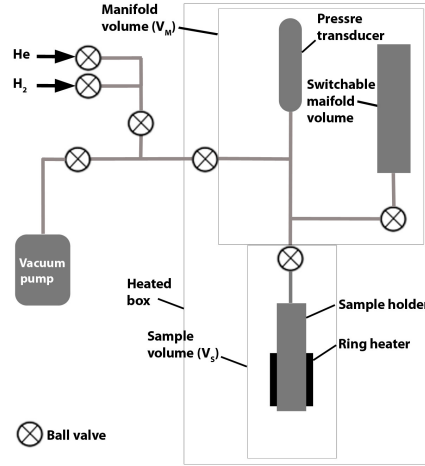 Manifold
volume (V_M)
Pressre
transducer
He
H₂
Switchable
maifold
volume
Vacuum
pump
Heated
box
Sample
volume (V_S)
Sample holder
Ring heater
Ball valve